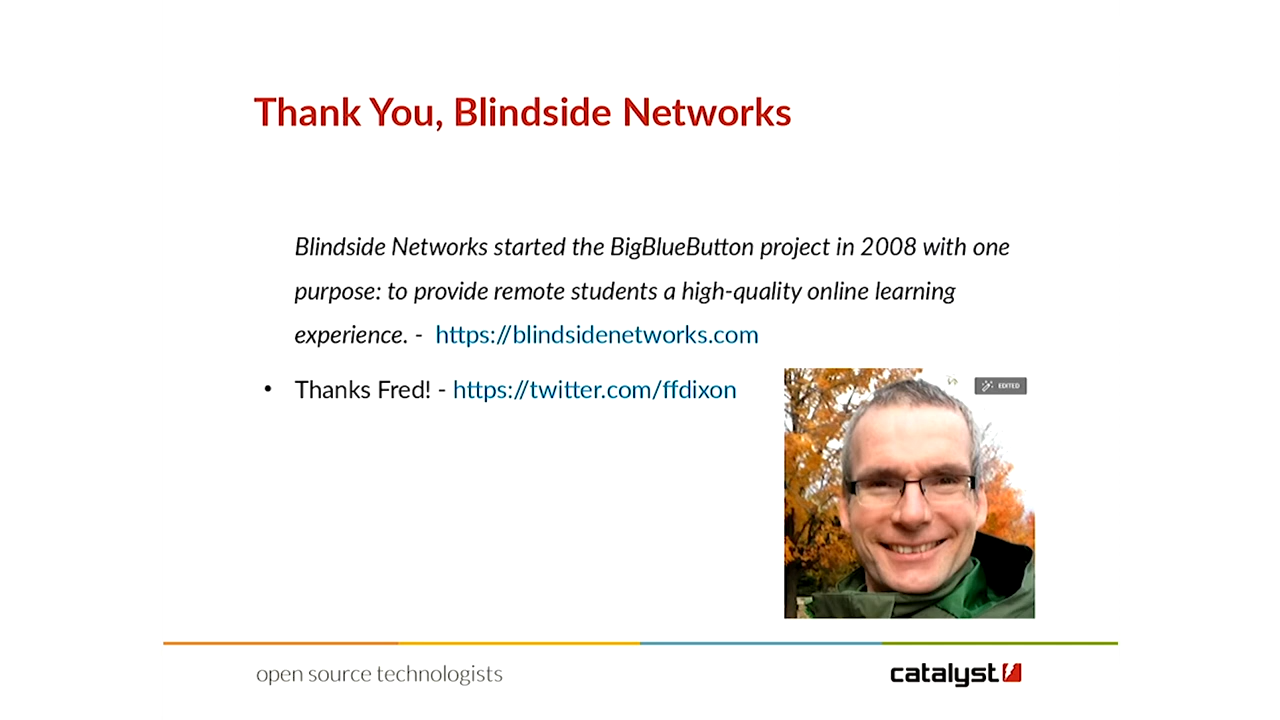 Thank You, Blindside Networks
Blindside Networks started the BigBlueButton project in 2008 with one
purpose: to provide remote students a high-quality online learning
experience. - https://blindsidenetworks.com
• Thanks Fred! - https://twitter.com/ffdixon
EDITED
open source technologists
catalyst